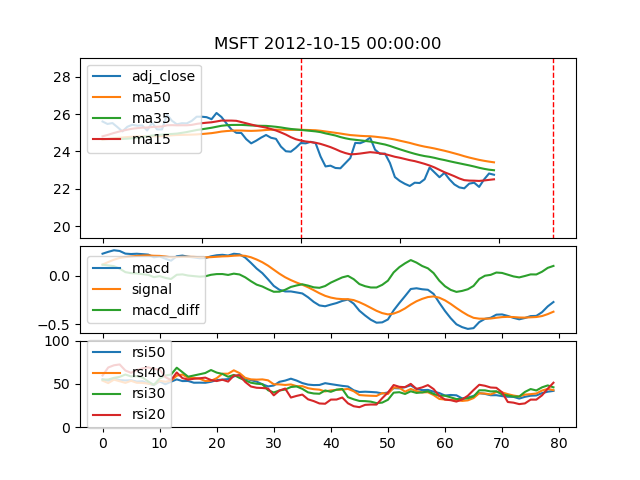 MSFT 2012-10-15 00:00:00
28
26
24
22
20
adj_close
ma50
ma35
ma15
0.0
−0.5
macd
signal
macd_diff
100
50
0
rsi50
rsi40
rsi30
rsi20
0 10 20 30 40 50 60 70 80